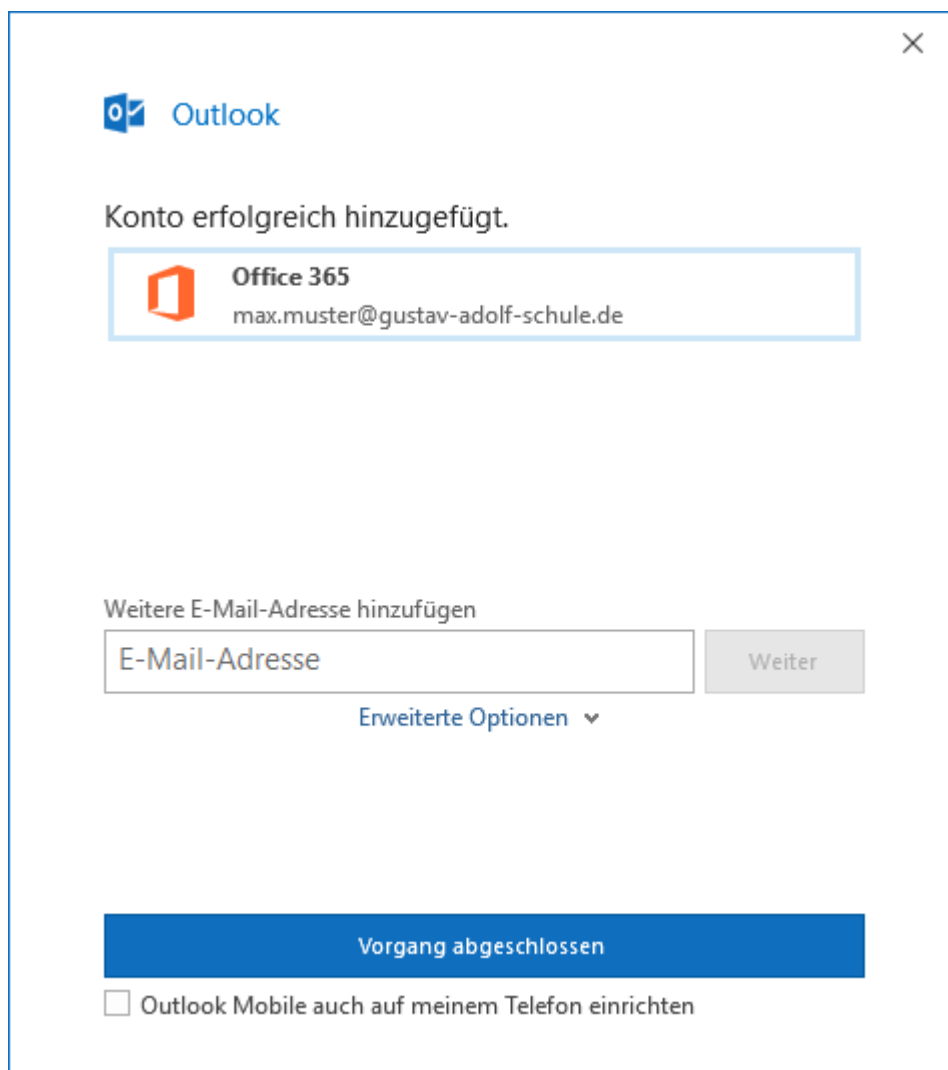 Outlook
Konto erfolgreich hinzugefügt.
Office 365
max.muster@gustav-adolf-schule.de
Weitere E-Mail-Adresse hinzufügen
E-Mail-Adresse
Weiter
Erweiterte Optionen
Vorgang abgeschlossen
Outlook Mobile auch auf meinem Telefon einrichten